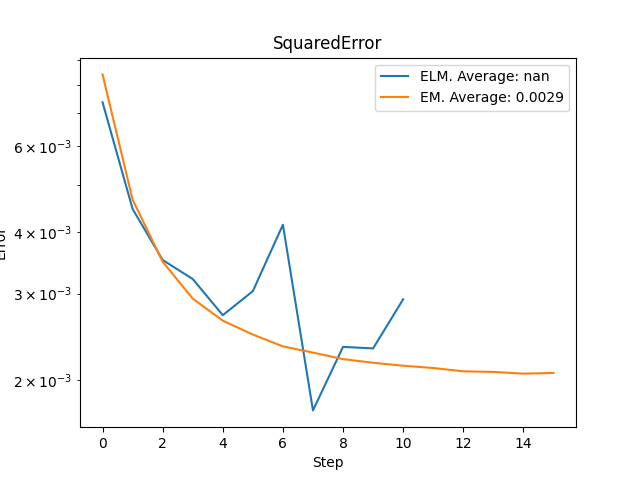 SquaredError
ELM. Average: nan
EM. Average: 0.0029
6 × 10⁻³
4 × 10⁻³
3 × 10⁻³
2 × 10⁻³
Error
0 2 4 6 8 10 12 14
Step